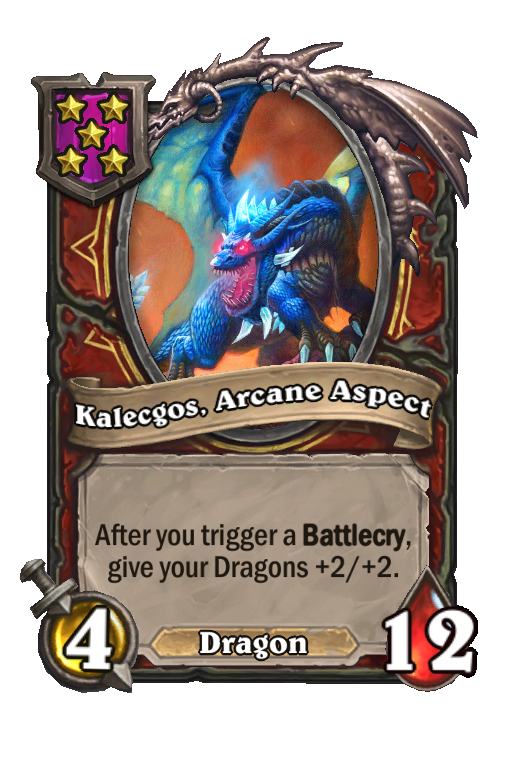 Kalecgos, Arcane Aspect
After you trigger a Battlecry,
give your Dragons +2/+2.
4
Dragon
12